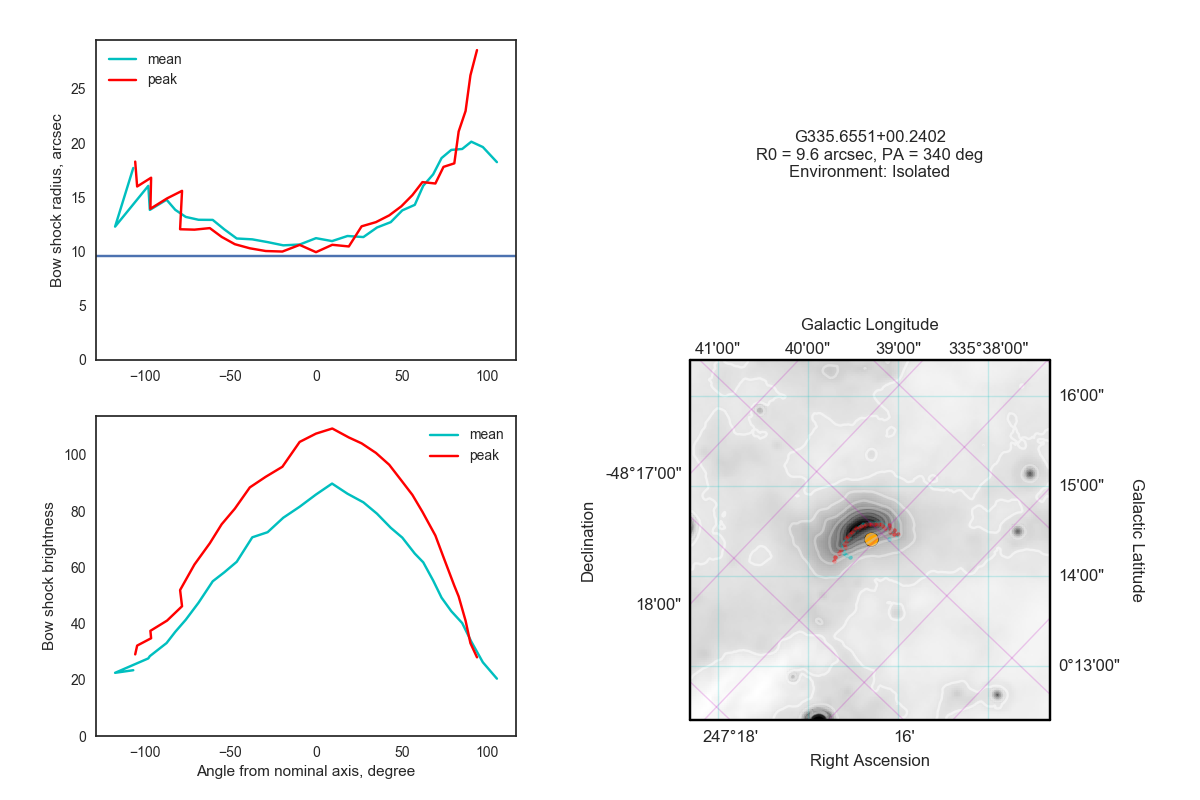 mean
peak
Bow shock radius, arcsec
25
20
15
10
5
0
−100
−50
0
50
100
G335.6551+00.2402
R0 = 9.6 arcsec, PA = 340 deg
Environment: Isolated
mean
peak
Bow shock brightness
100
80
60
40
20
0
−100
−50
0
50
100
Angle from nominal axis, degree
Galactic Longitude
41'00"
40'00"
39'00"
335°38'00"
16'00"
15'00"
14'00"
0°13'00"
Galactic Latitude
-48°17'00"
18'00"
Declination
247°18'
16'
Right Ascension